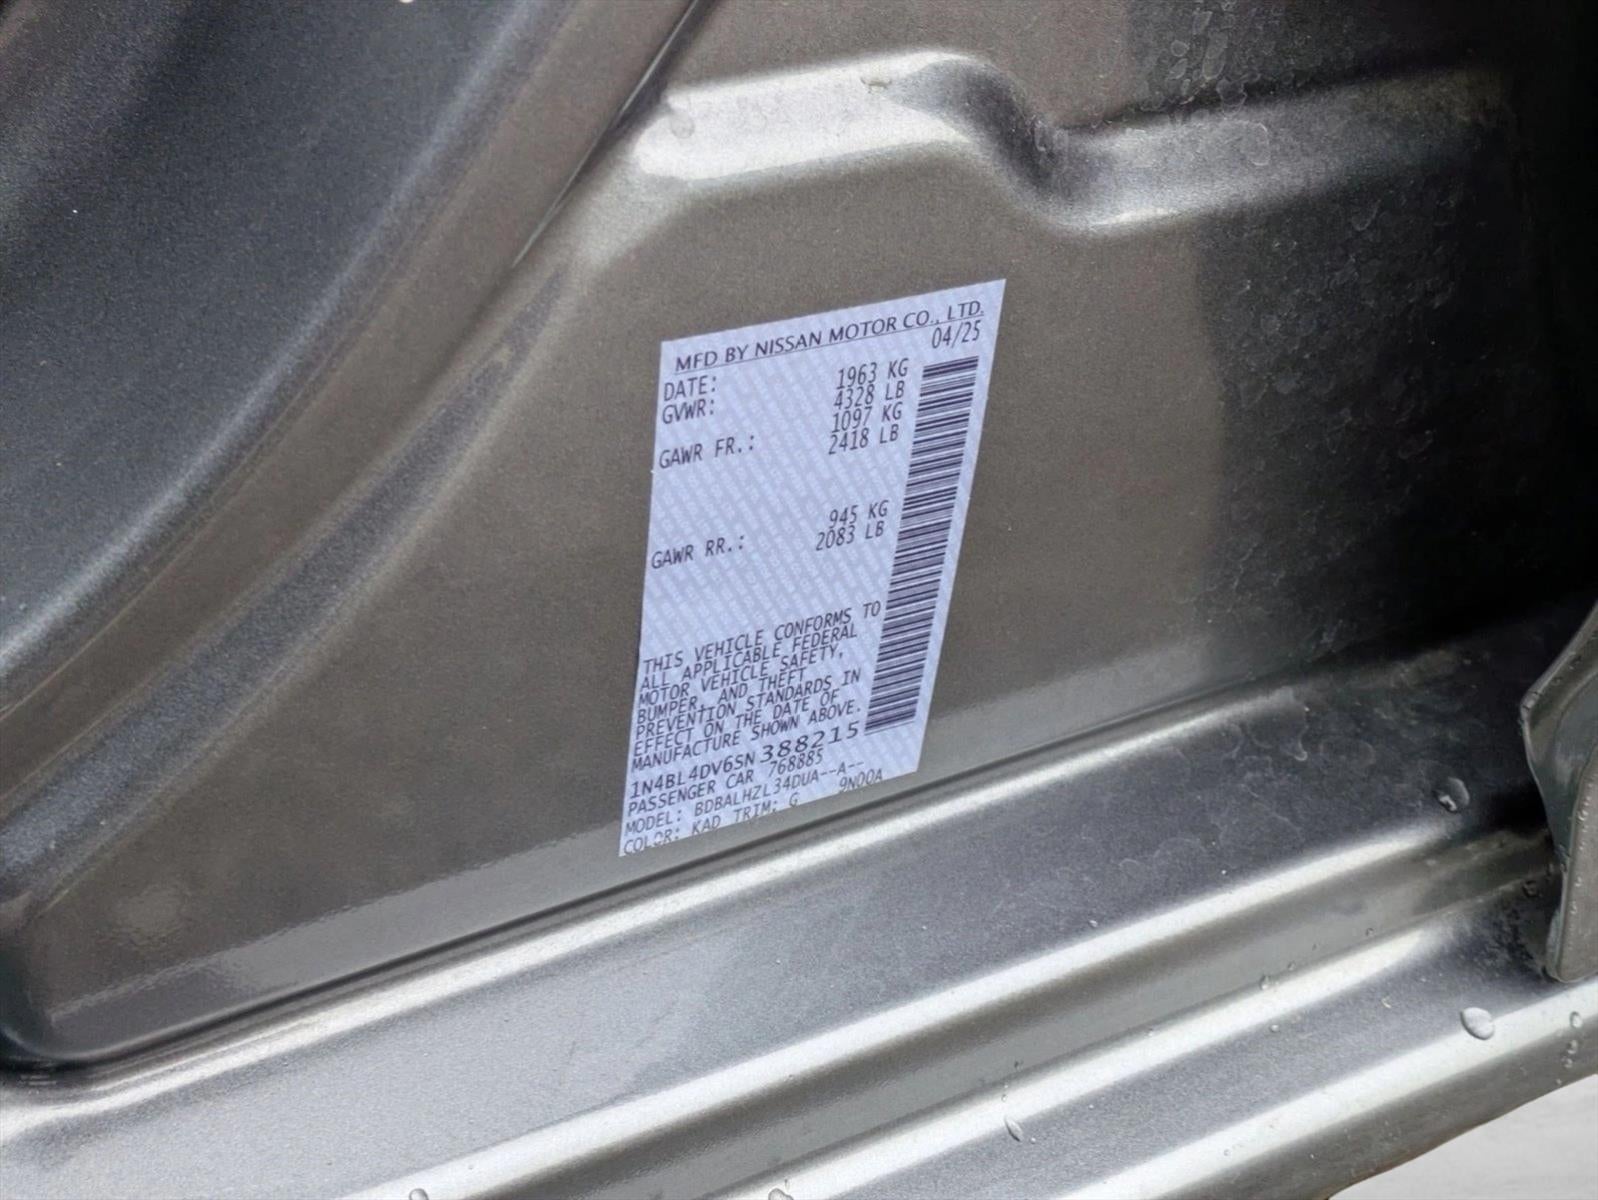 MFD BY NISSAN MOTOR CO., LTD.
DATE: 04/25
GVWR: 1963 KG
4328 LB
GAWR FR.: 1097 KG
2418 LB
GAWR RR.: 945 KG
2083 LB
THIS VEHICLE CONFORMS TO
ALL APPLICABLE FEDERAL
MOTOR VEHICLE SAFETY,
BUMPER, AND THEFT
PREVENTION STANDARDS IN
EFFECT ON THE DATE OF
MANUFACTURE SHOWN ABOVE.
1N4BL4DV6SN388215
PASSENGER CAR 768885
MODEL: BDBALHZL34DUA--A--
COLOR: KAD TRIM: G 9N00A